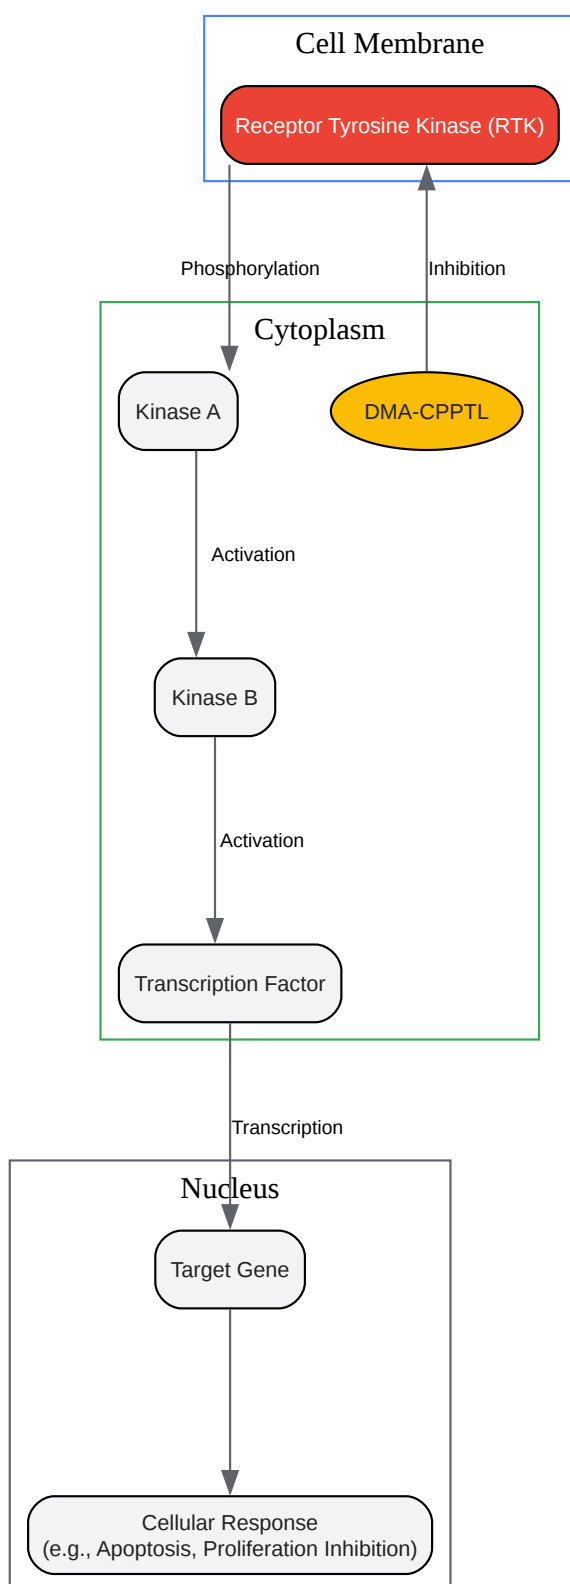 Cell Membrane
Receptor Tyrosine Kinase (RTK)
Phosphorylation
Inhibition
Cytoplasm
Kinase A
DMA-CPPTL
Activation
Kinase B
Activation
Transcription Factor
Transcription
Nucleus
Target Gene
Cellular Response
(e.g., Apoptosis, Proliferation Inhibition)